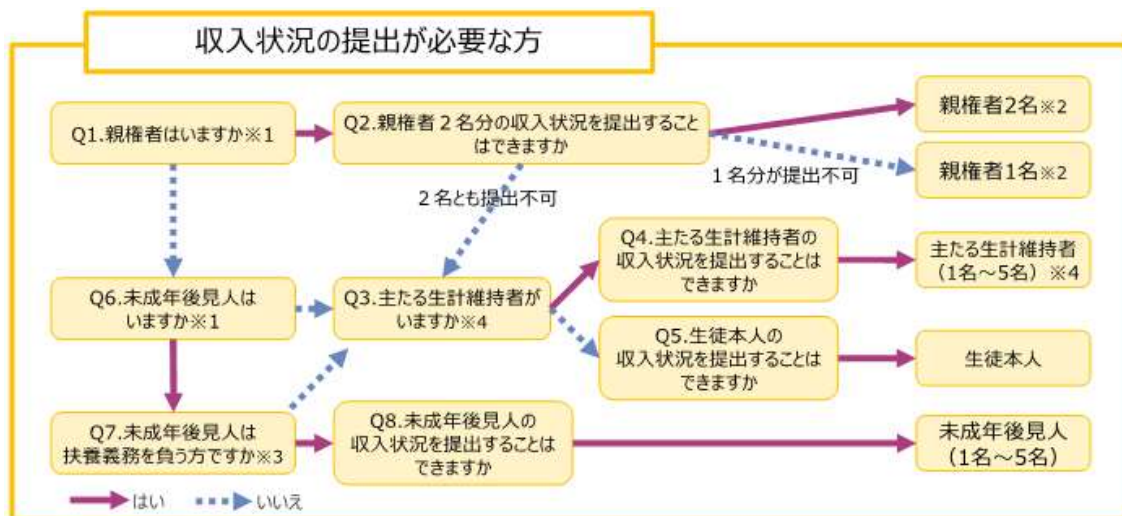 収入状況の提出が必要な方
Q1.親権者はいますか※1
Q2.親権者２名分の収入状況を提出すること
はできますか
親権者2名※2
親権者1名※2
１名分が提出不可
２名とも提出不可
Q4.主たる生計維持者の
収入状況を提出することは
できますか
主たる生計維持者
（1名～5名）※4
Q6.未成年後見人は
いますか※1
Q3.主たる生計維持者が
いますか※4
Q5.生徒本人の
収入状況を提出することは
できますか
生徒本人
Q7.未成年後見人は
扶養義務を負う方ですか※3
Q8.未成年後見人の
収入状況を提出することは
できますか
未成年後見人
（1名～5名）
はい
いいえ